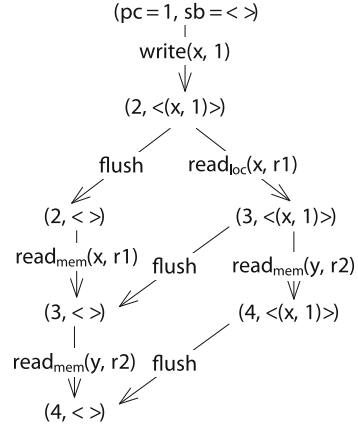 (pc = 1, sb = < >)
write(x, 1)
(2, <(x, 1)>)
flush read_loc(x, r1)
(2, < >) (3, <(x, 1)>)
read_mem(x, r1) flush read_mem(y, r2)
(3, < >) (4, <(x, 1)>)
read_mem(y, r2) flush
(4, < >)